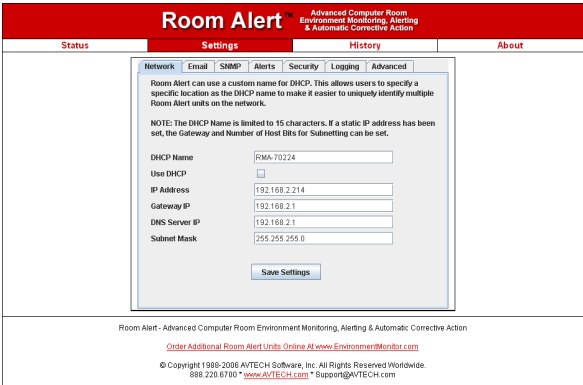 Room Alert™ Advanced Computer Room
Environment Monitoring, Alerting
& Automatic Corrective Action
Status Settings History About
Network Email SNMP Alerts Security Logging Advanced
Room Alert can use a custom name for DHCP. This allows users to specify a
specific location as the DHCP name to make it easier to uniquely identify multiple
Room Alert units on the network.
NOTE: The DHCP Name is limited to 15 characters. If a static IP address has been
set, the Gateway and Number of Host Bits for Subnetting can be set.
DHCP Name RMA-70224
Use DHCP
IP Address 192.168.2.214
Gateway IP 192.168.2.1
DNS Server IP 192.168.2.1
Subnet Mask 255.255.255.0
Save Settings
Room Alert - Advanced Computer Room Environment Monitoring, Alerting & Automatic Corrective Action
Order Additional Room Alert Units Online At www.EnvironmentMonitor.com
© Copyright 1988-2006 AVTECH Software, Inc. All Rights Reserved Worldwide.
888.220.6700 * www.AVTECH.com * Support@AVTECH.com